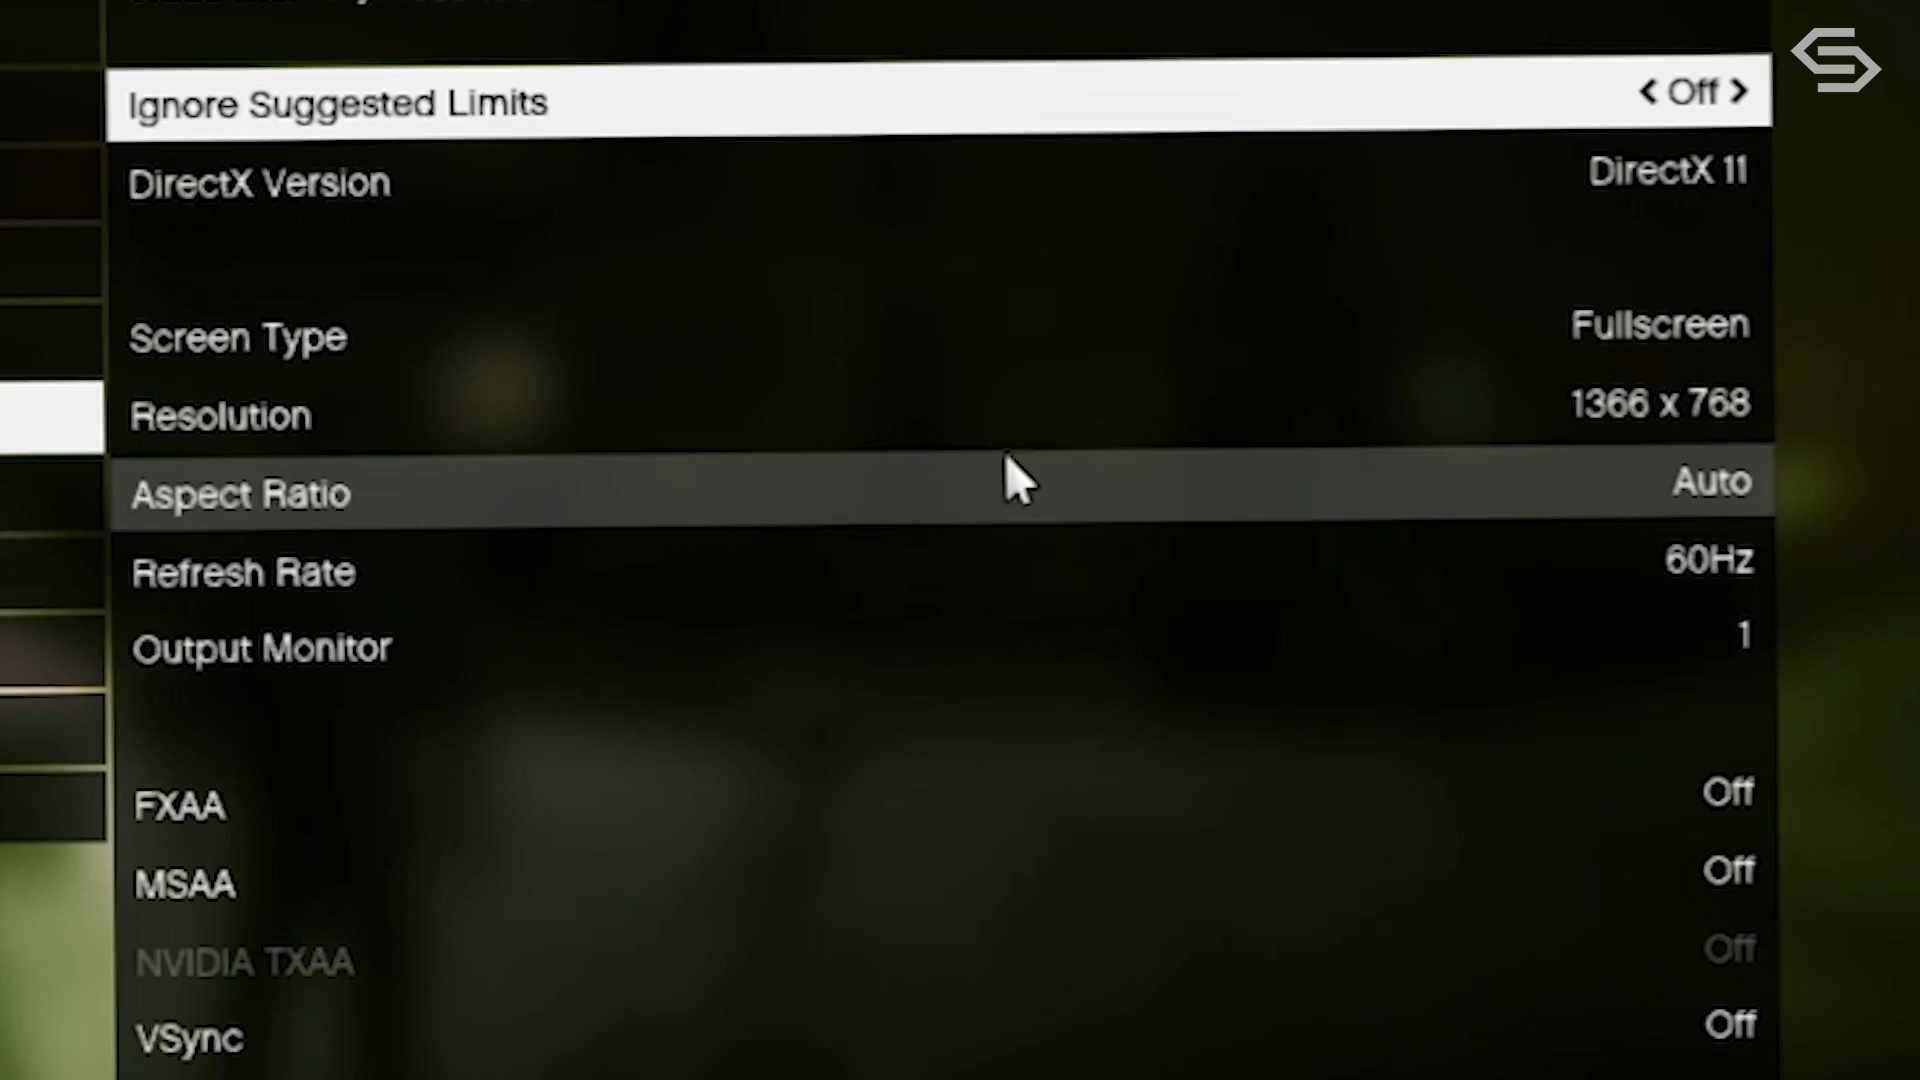 Ignore Suggested Limits < Off >
DirectX Version DirectX 11
Screen Type Fullscreen
Resolution 1366 x 768
Aspect Ratio Auto
Refresh Rate 60Hz
Output Monitor 1
FXAA Off
MSAA Off
NVIDIA TXAA Off
VSync Off